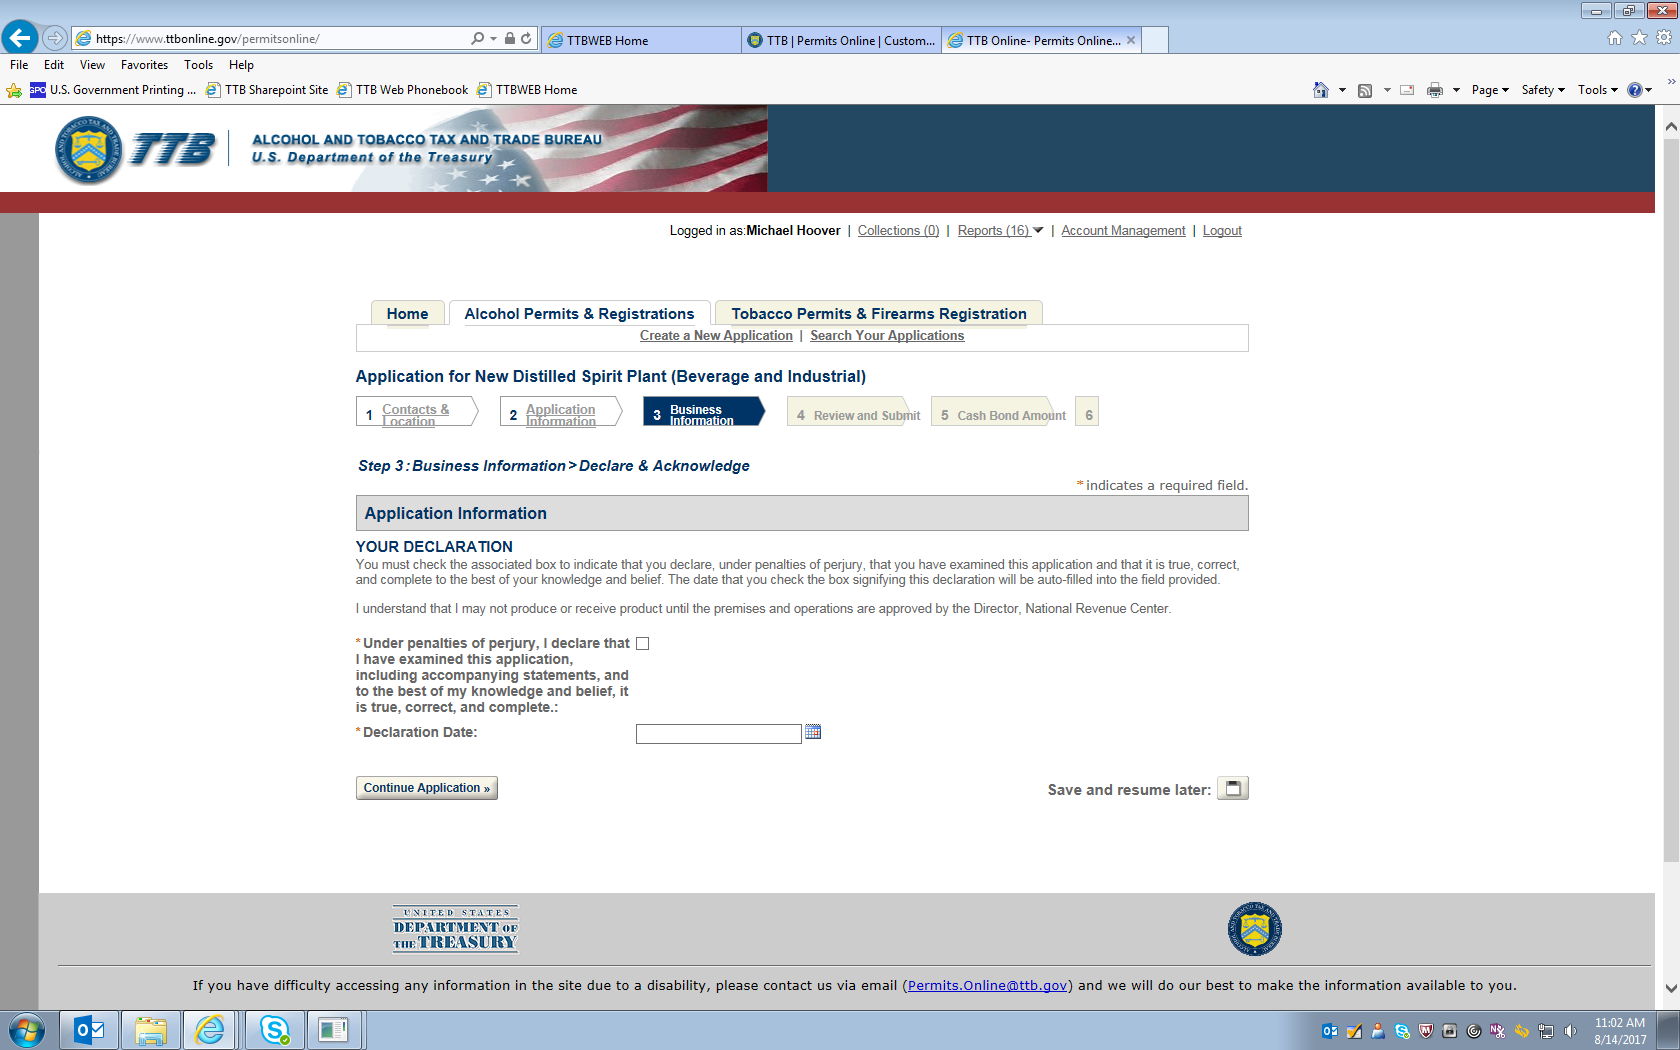 https://www.ttbonline.gov/permitsonline/
TTBWEB Home
TTB | Permits Online | Custom...
TTB Online- Permits Online...
File Edit View Favorites Tools Help
GPO U.S. Government Printing ... TTB Sharepoint Site TTB Web Phonebook TTBWEB Home
Page Safety Tools
TTB
ALCOHOL AND TOBACCO TAX AND TRADE BUREAU
U.S. Department of the Treasury
Logged in as:Michael Hoover | Collections (0) | Reports (16) | Account Management | Logout
Home Alcohol Permits & Registrations Tobacco Permits & Firearms Registration
Create a New Application | Search Your Applications
Application for New Distilled Spirit Plant (Beverage and Industrial)
1 Contacts & Location
2 Application Information
3 Business Information
4 Review and Submit
5 Cash Bond Amount
6
Step 3:Business Information>Declare & Acknowledge
*indicates a required field.
Application Information
YOUR DECLARATION
You must check the associated box to indicate that you declare, under penalties of perjury, that you have examined this application and that it is true, correct,
and complete to the best of your knowledge and belief. The date that you check the box signifying this declaration will be auto-filled into the field provided.
I understand that I may not produce or receive product until the premises and operations are approved by the Director, National Revenue Center.
*Under penalties of perjury, I declare that
I have examined this application,
including accompanying statements, and
to the best of my knowledge and belief, it
is true, correct, and complete.:
*Declaration Date:
Continue Application »
Save and resume later:
UNITED STATES
DEPARTMENT OF
THE TREASURY
If you have difficulty accessing any information in the site due to a disability, please contact us via email (Permits.Online@ttb.gov) and we will do our best to make the information available to you.
11:02 AM
8/14/2017